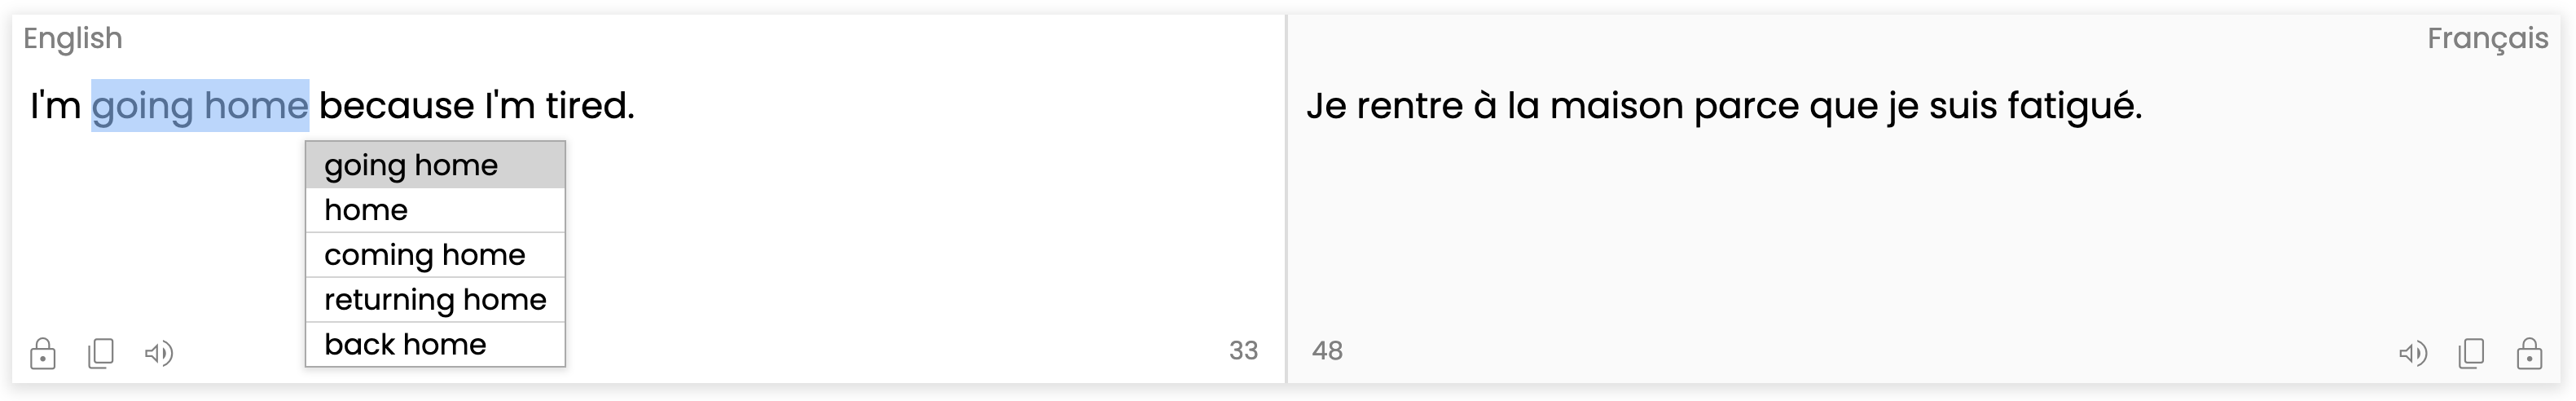 English
Français
I'm going home because I'm tired.
Je rentre à la maison parce que je suis fatigué.
going home
home
coming home
returning home
back home
33
48